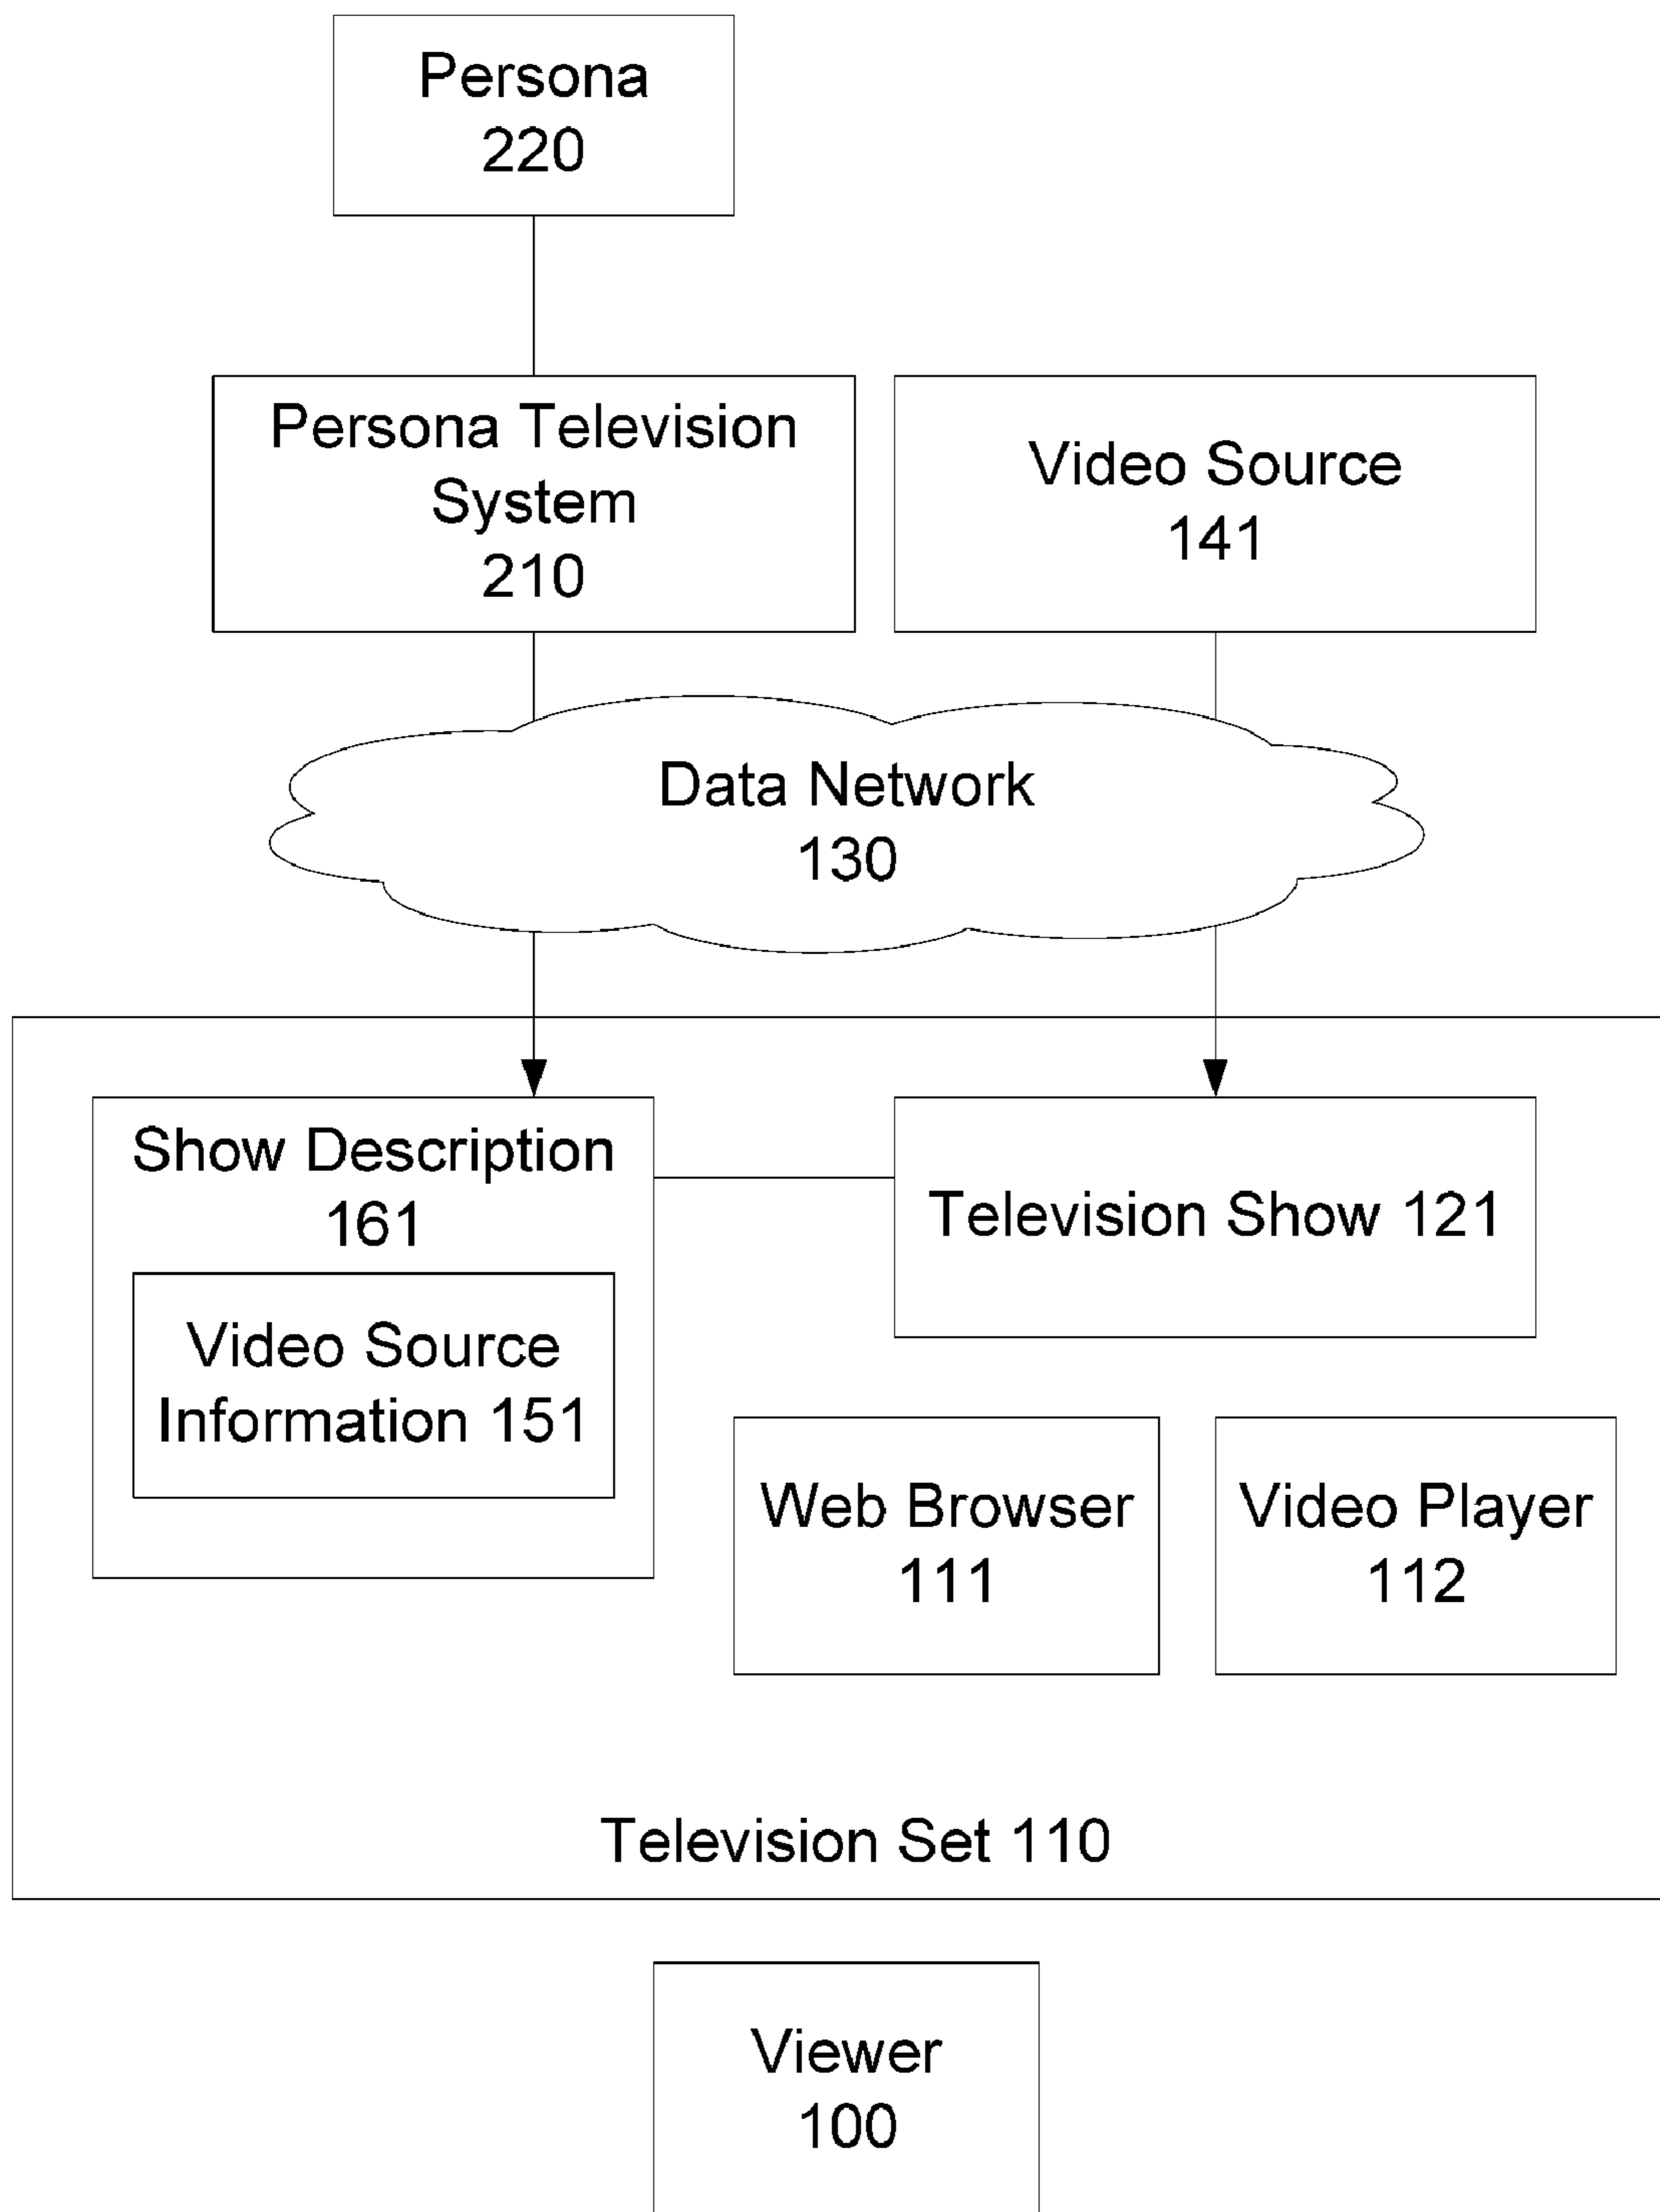 Persona
220
Persona Television
System
210
Video Source
141
Data Network
130
Show Description
161
Television Show 121
Video Source
Information 151
Web Browser
111
Video Player
112
Television Set 110
Viewer
100